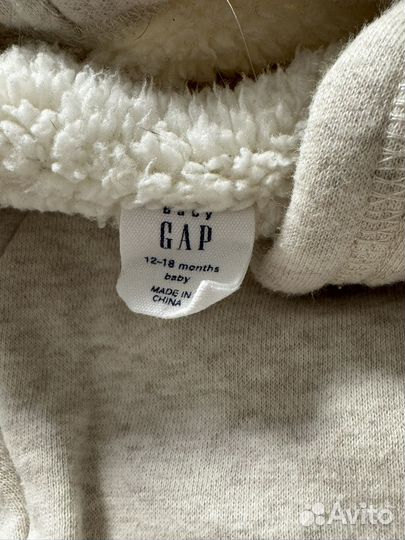 baby
GAP
12-18 months
baby
MADE IN
CHINA
Avito